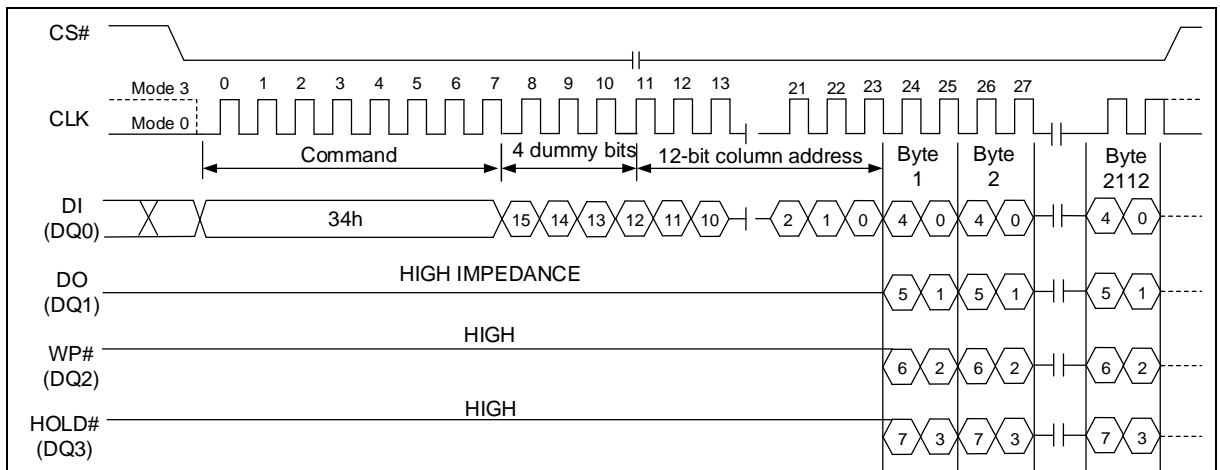 CS#
Mode 3 0 1 2 3 4 5 6 7 8 9 10 11 12 13 21 22 23 24 25 26 27
CLK
Mode 0
Command 4 dummy bits 12-bit column address Byte 1 Byte 2 Byte 2112
DI
(DQ0)
34h 15 14 13 12 11 10 2 1 0 4 0 4 0 4 0
HIGH IMPEDANCE
DO
(DQ1)
5 1 5 1 5 1
HIGH
WP#
(DQ2)
6 2 6 2 6 2
HIGH
HOLD#
(DQ3)
7 3 7 3 7 3